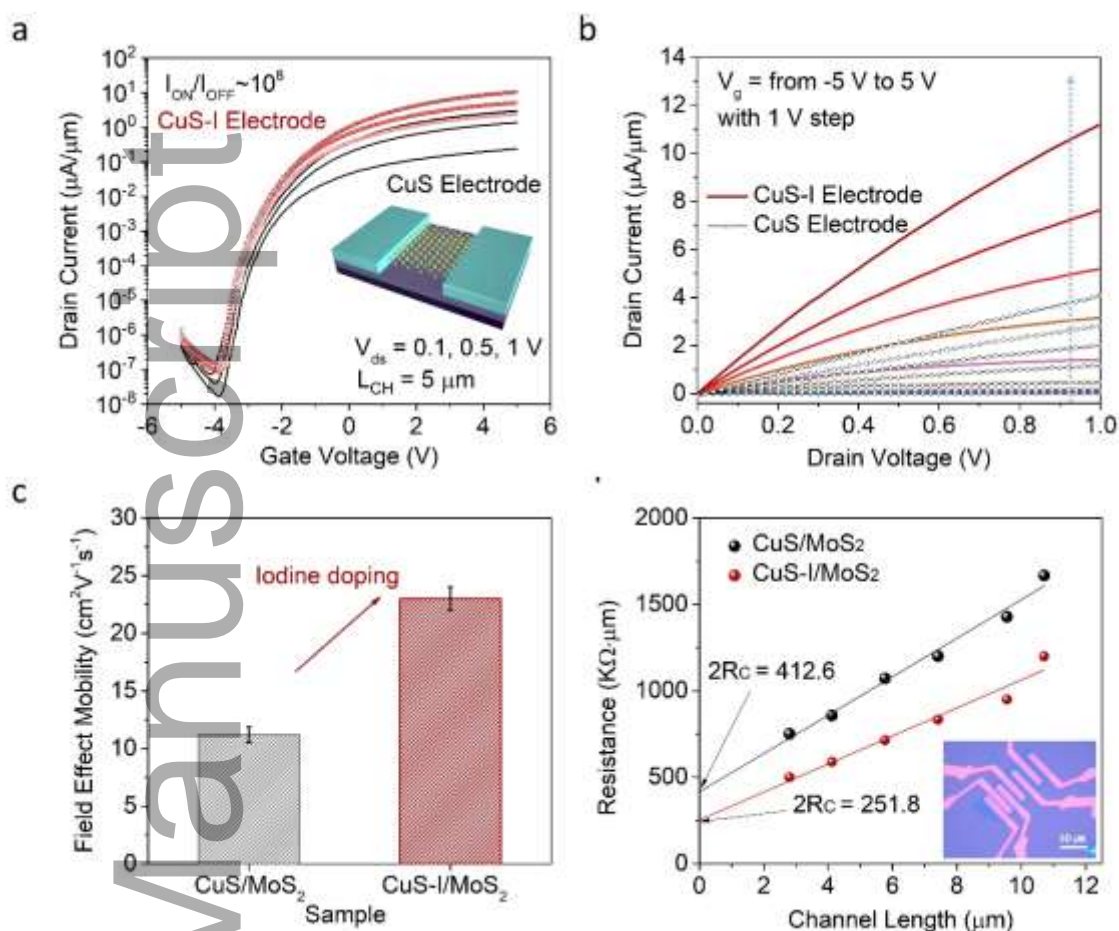 a
10²
10¹
10⁰
10⁻¹
10⁻²
10⁻³
10⁻⁴
10⁻⁵
10⁻⁶
10⁻⁷
10⁻⁸
Drain Current (μA/μm)
I_ON/I_OFF~10⁸
CuS-I Electrode
CuS Electrode
V_ds = 0.1, 0.5, 1 V
L_CH = 5 μm
-6 -4 -2 0 2 4 6
Gate Voltage (V)
b
14
12
10
8
6
4
2
0
Drain Current (μA/μm)
V_g = from -5 V to 5 V
with 1 V step
CuS-I Electrode
CuS Electrode
0.0 0.2 0.4 0.6 0.8 1.0
Drain Voltage (V)
c
30
25
20
15
10
5
0
Field Effect Mobility (cm²V⁻¹s⁻¹)
Iodine doping
CuS/MoS₂ CuS-I/MoS₂
Sample
2000
1500
1000
500
0
Resistance (KΩ·μm)
CuS/MoS₂
CuS-I/MoS₂
2Rc = 412.6
2Rc = 251.8
0 2 4 6 8 10 12
Channel Length (μm)
Manuscript